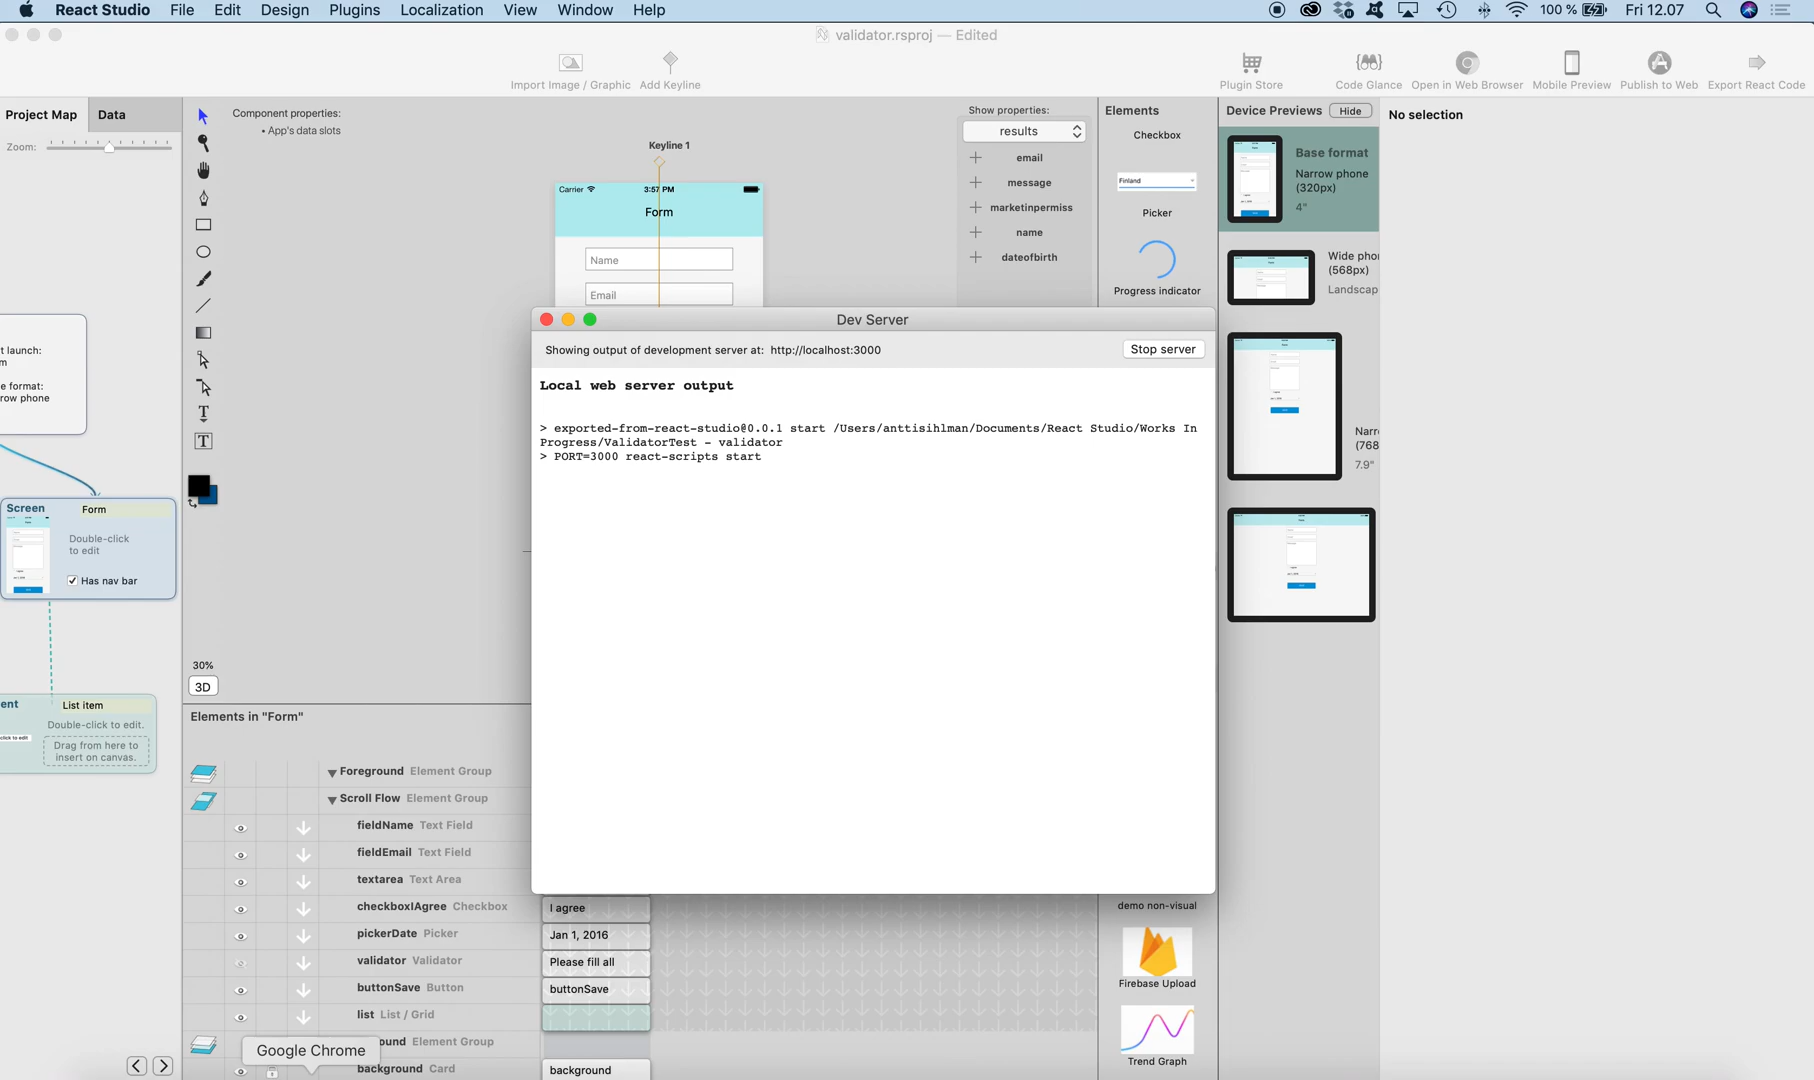 React Studio File Edit Design Plugins Localization View Window Help 100 % Fri 12.07
validator.rsproj — Edited
Import Image / Graphic Add Keyline Plugin Store Code Glance Open in Web Browser Mobile Preview Publish to Web Export React Code
Project Map Data
Zoom:
t launch:
m
e format:
row phone
Screen Form
Double-click
to edit
Has nav bar
ent List item
Double-click to edit.
Drag from here to
insert on canvas.
click to edit
30%
3D
Component properties:
• App's data slots
Keyline 1
Carrier 3:57 PM
Form
Name
Email
Show properties:
results
email
message
marketinpermiss
name
dateofbirth
Elements
Checkbox
Finland
Picker
Progress indicator
Device Previews Hide
Base format
Narrow phone
(320px)
4"
Wide pho
(568px)
Landscap
Narr
(768
7.9"
No selection
Dev Server
Showing output of development server at: http://localhost:3000
Stop server
Local web server output
> exported-from-react-studio@0.0.1 start /Users/anttisihlman/Documents/React Studio/Works In
Progress/ValidatorTest - validator
> PORT=3000 react-scripts start
Elements in "Form"
Foreground Element Group
Scroll Flow Element Group
fieldName Text Field
fieldEmail Text Field
textarea Text Area
checkboxIAgree Checkbox I agree
pickerDate Picker Jan 1, 2016
validator Validator Please fill all
buttonSave Button buttonSave
list List / Grid
ound Element Group
background Card background
Google Chrome
demo non-visual
Firebase Upload
Trend Graph